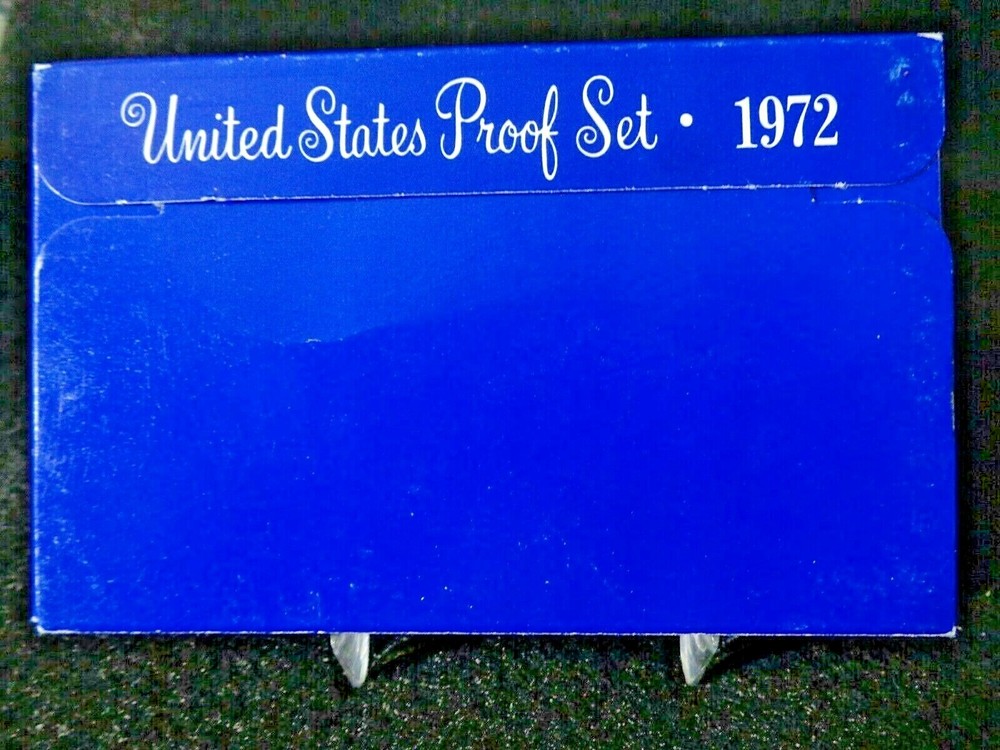 United States Proof Set • 1972